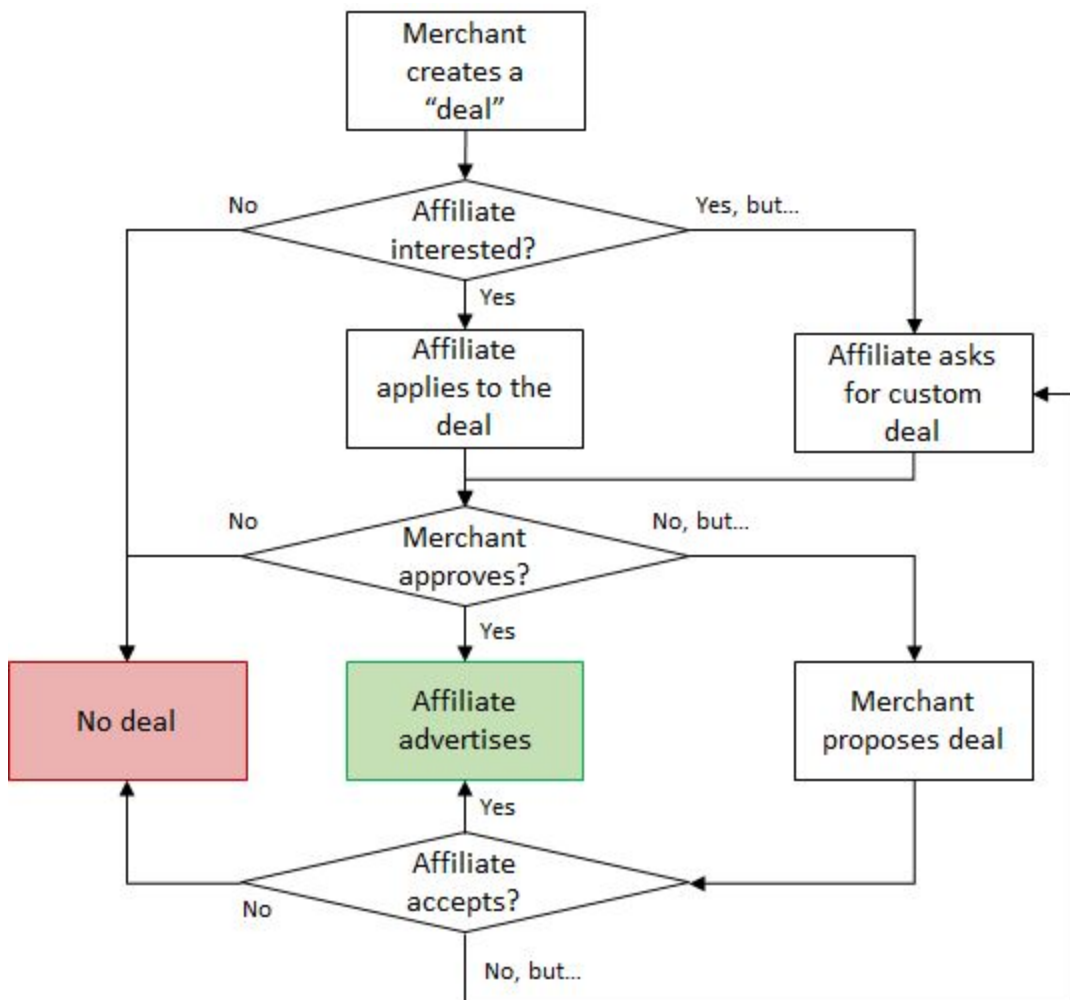 Merchant
creates a
“deal”
No
Yes, but...
Affiliate
interested?
Yes
Affiliate
applies to the
deal
Affiliate asks
for custom
deal
No
No, but...
Merchant
approves?
Yes
No deal
Affiliate
advertises
Merchant
proposes deal
Yes
Affiliate
accepts?
No
No, but...